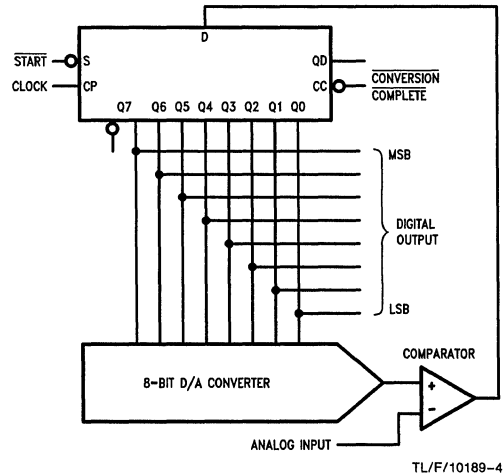 D
START
S
QD
CLOCK
CP
CC
CONVERSION
COMPLETE
Q7 Q6 Q5 Q4 Q3 Q2 Q1 Q0
MSB
DIGITAL
OUTPUT
LSB
COMPARATOR
8-BIT D/A CONVERTER
+
−
ANALOG INPUT
TL/F/10189-4